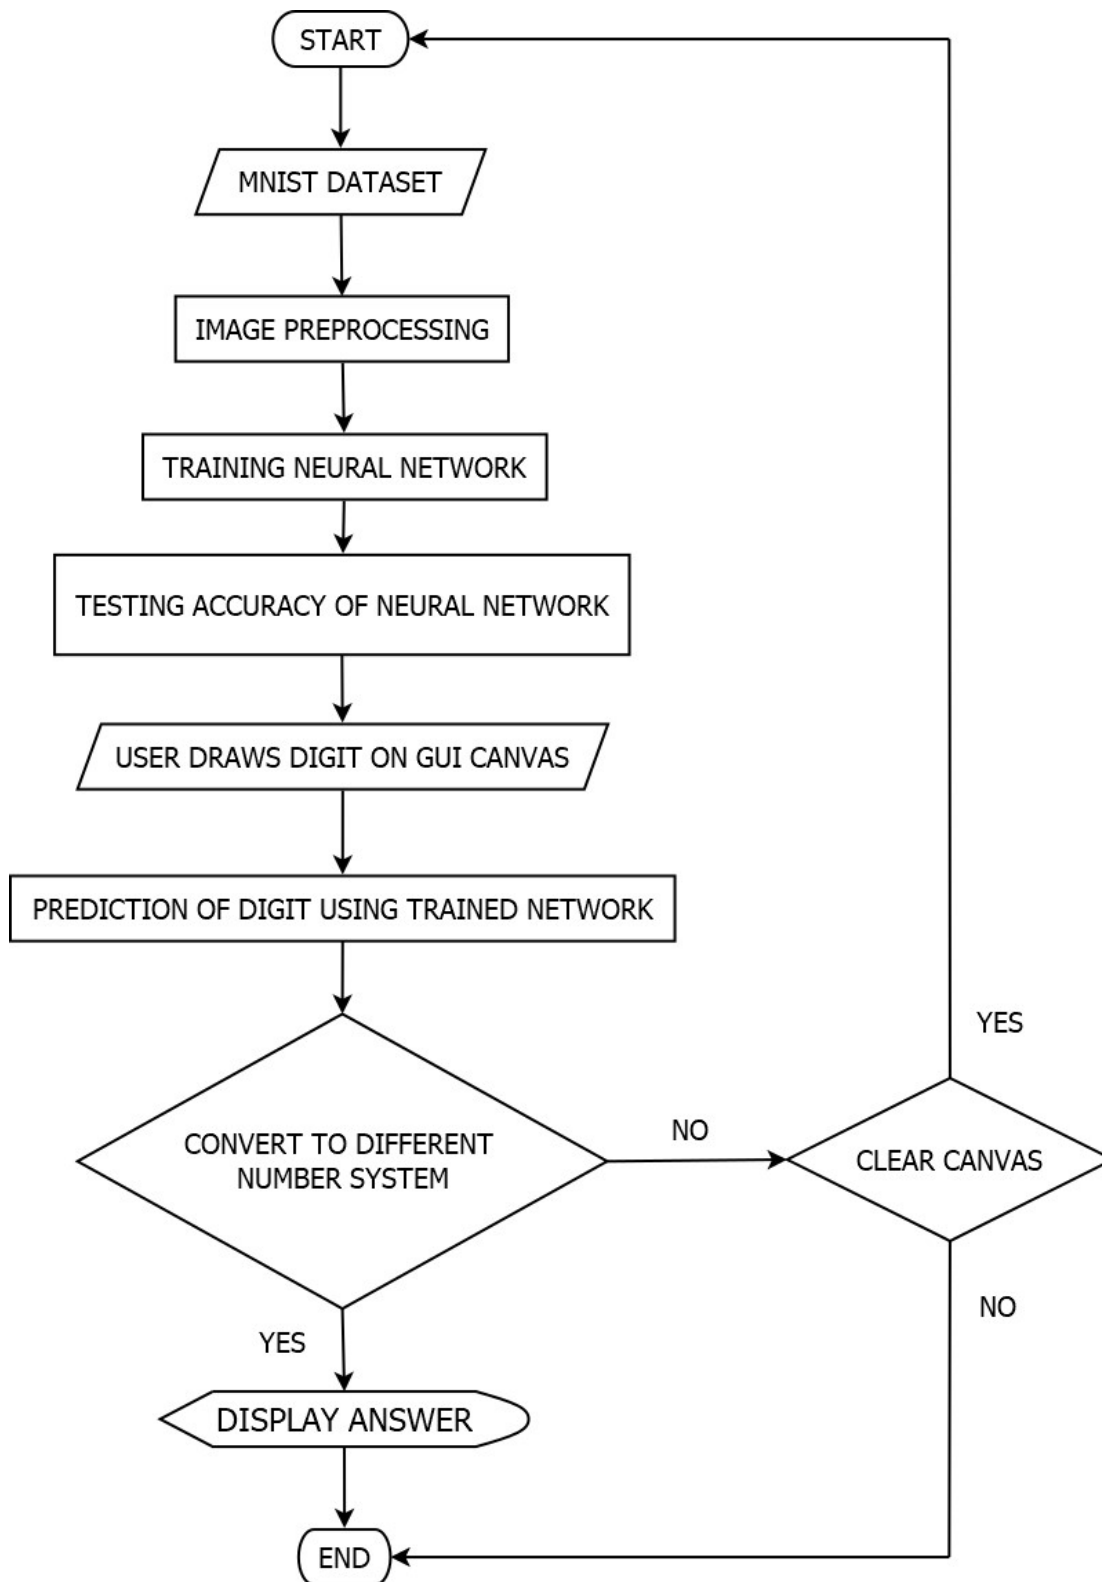 START
MNIST DATASET
IMAGE PREPROCESSING
TRAINING NEURAL NETWORK
TESTING ACCURACY OF NEURAL NETWORK
USER DRAWS DIGIT ON GUI CANVAS
PREDICTION OF DIGIT USING TRAINED NETWORK
CONVERT TO DIFFERENT
NUMBER SYSTEM
NO
CLEAR CANVAS
YES
NO
YES
DISPLAY ANSWER
END